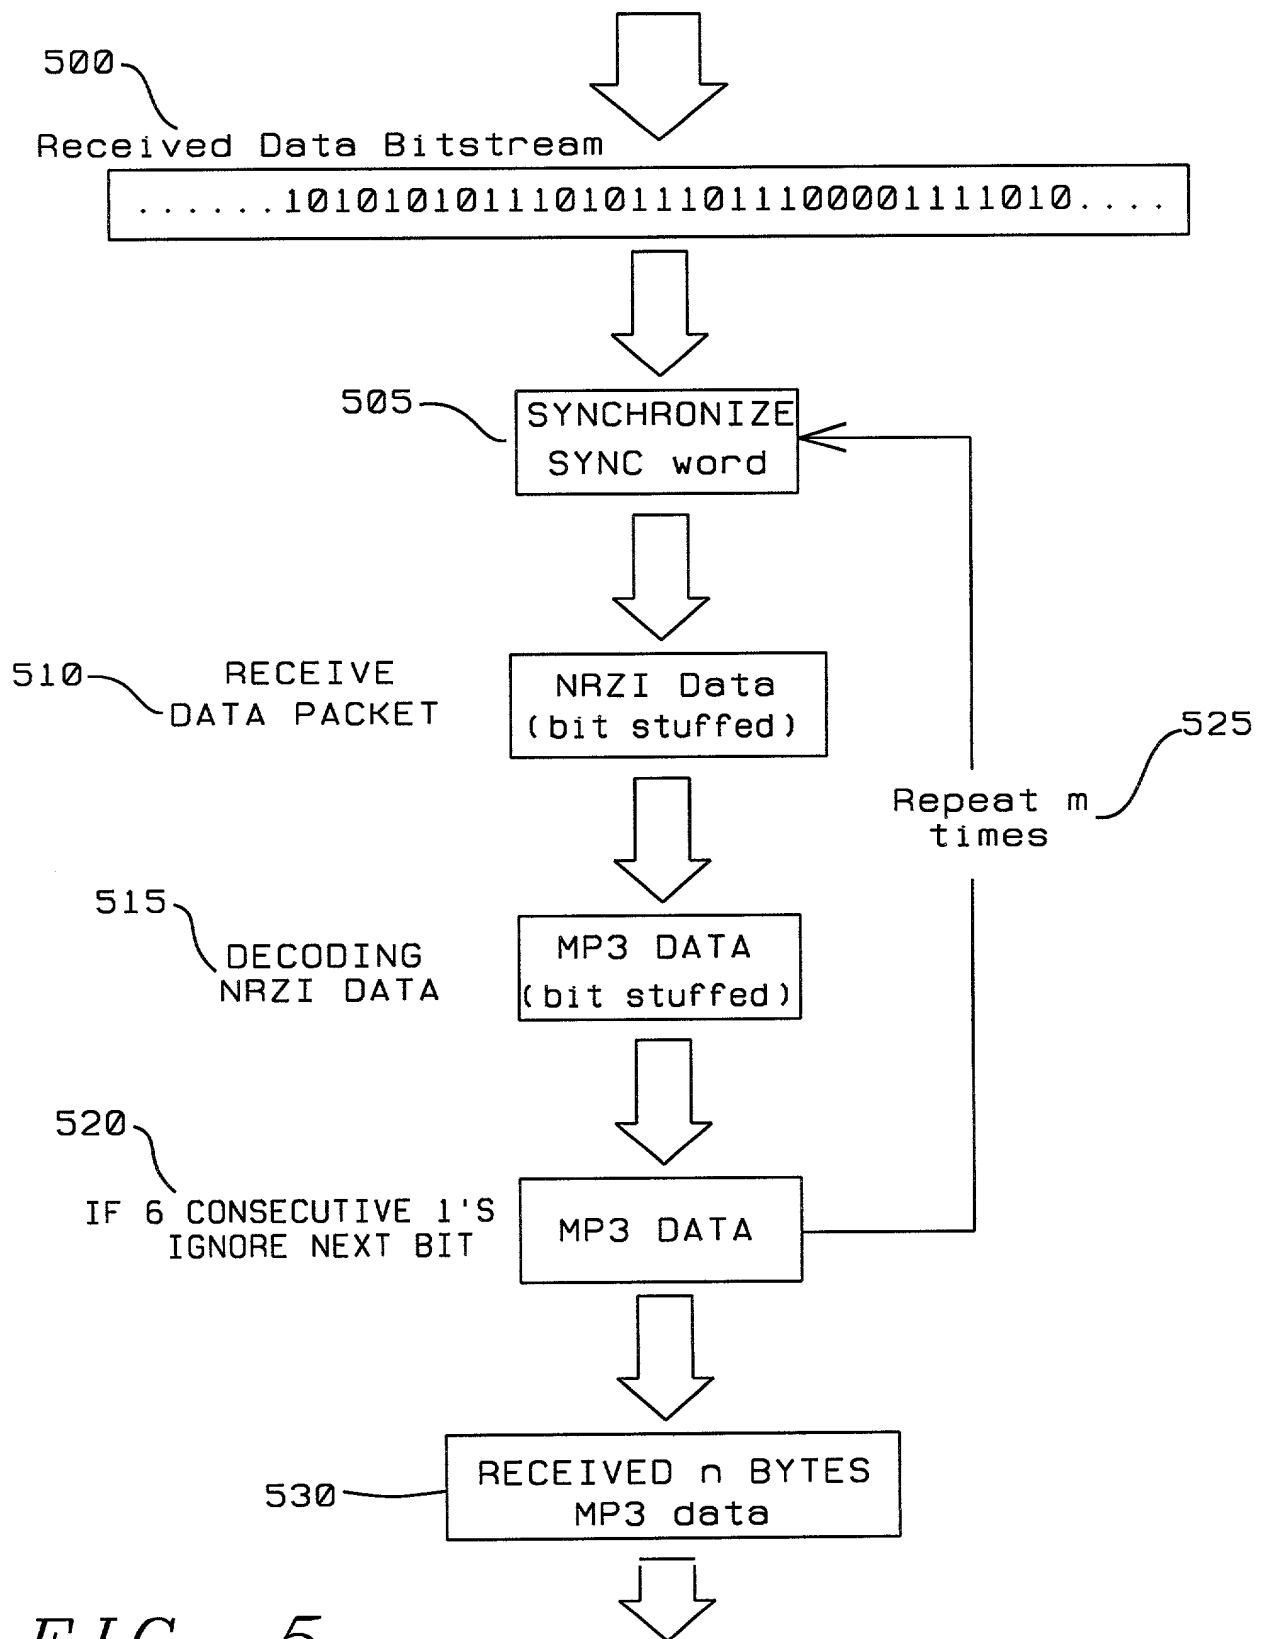 500
Received Data Bitstream
......10101010111010111011100001111010....
505
SYNCHRONIZE
SYNC word
510
RECEIVE
DATA PACKET
NRZI Data
(bit stuffed)
525
Repeat m
times
515
DECODING
NRZI DATA
MP3 DATA
(bit stuffed)
520
IF 6 CONSECUTIVE 1'S
IGNORE NEXT BIT
MP3 DATA
530
RECEIVED n BYTES
MP3 data
FIG. 5